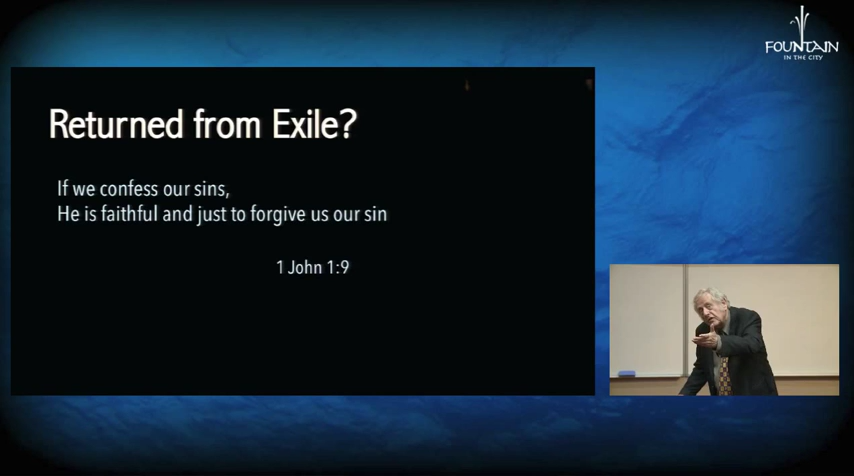 FOUNTAIN
IN THE CITY
Returned from Exile?
If we confess our sins,
He is faithful and just to forgive us our sin
1 John 1:9